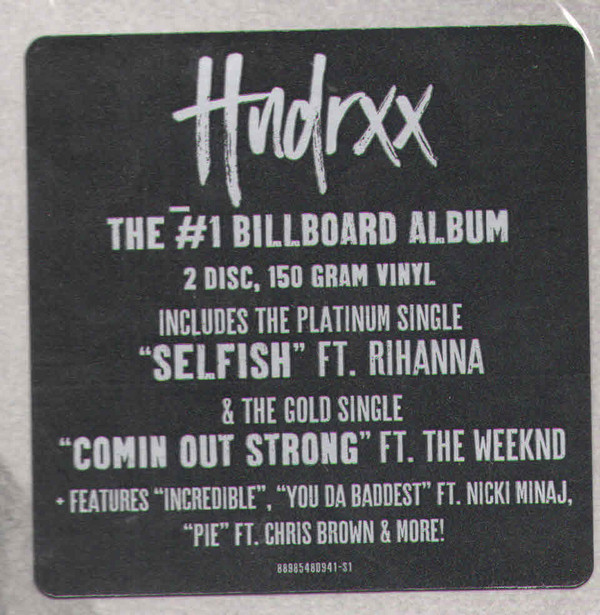 Hndrxx
THE #1 BILLBOARD ALBUM
2 DISC, 150 GRAM VINYL
INCLUDES THE PLATINUM SINGLE
“SELFISH” FT. RIHANNA
& THE GOLD SINGLE
“COMIN OUT STRONG” FT. THE WEEKND
+ FEATURES “INCREDIBLE”, “YOU DA BADDEST” FT. NICKI MINAJ,
“PIE” FT. CHRIS BROWN & MORE!
88985480941-S1